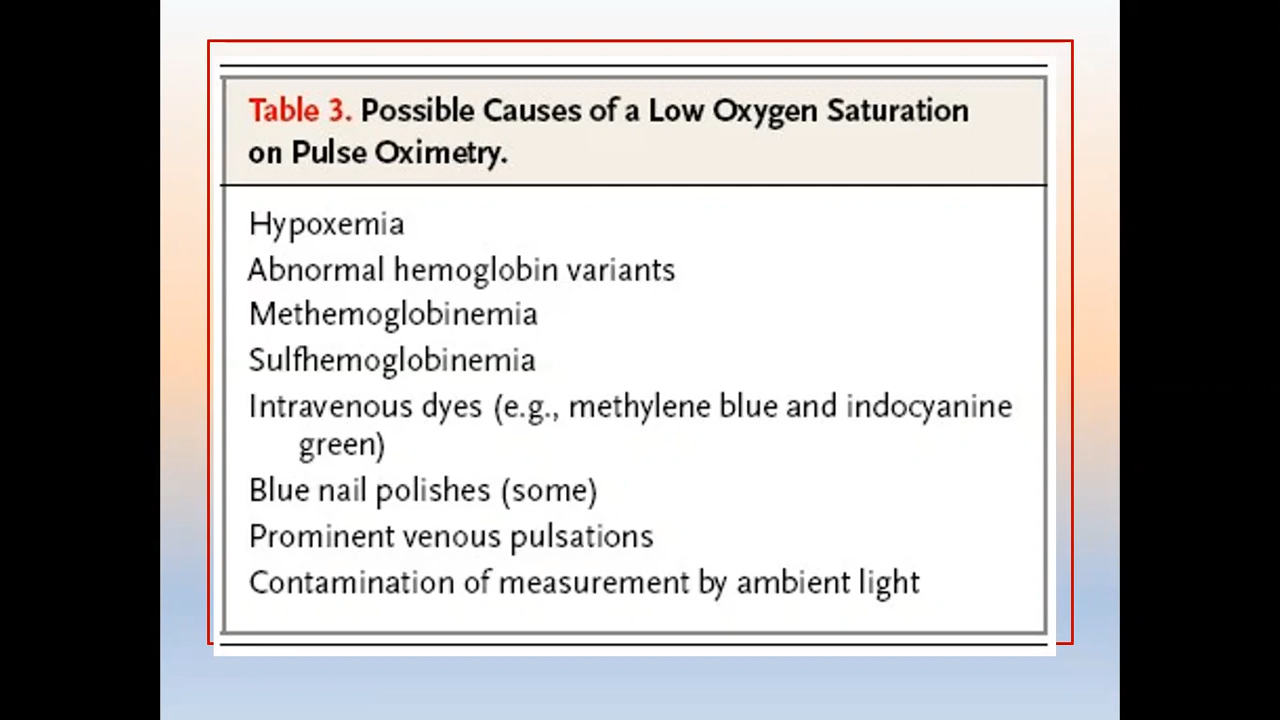 Table 3. Possible Causes of a Low Oxygen Saturation
on Pulse Oximetry.
Hypoxemia
Abnormal hemoglobin variants
Methemoglobinemia
Sulfhemoglobinemia
Intravenous dyes (e.g., methylene blue and indocyanine
green)
Blue nail polishes (some)
Prominent venous pulsations
Contamination of measurement by ambient light